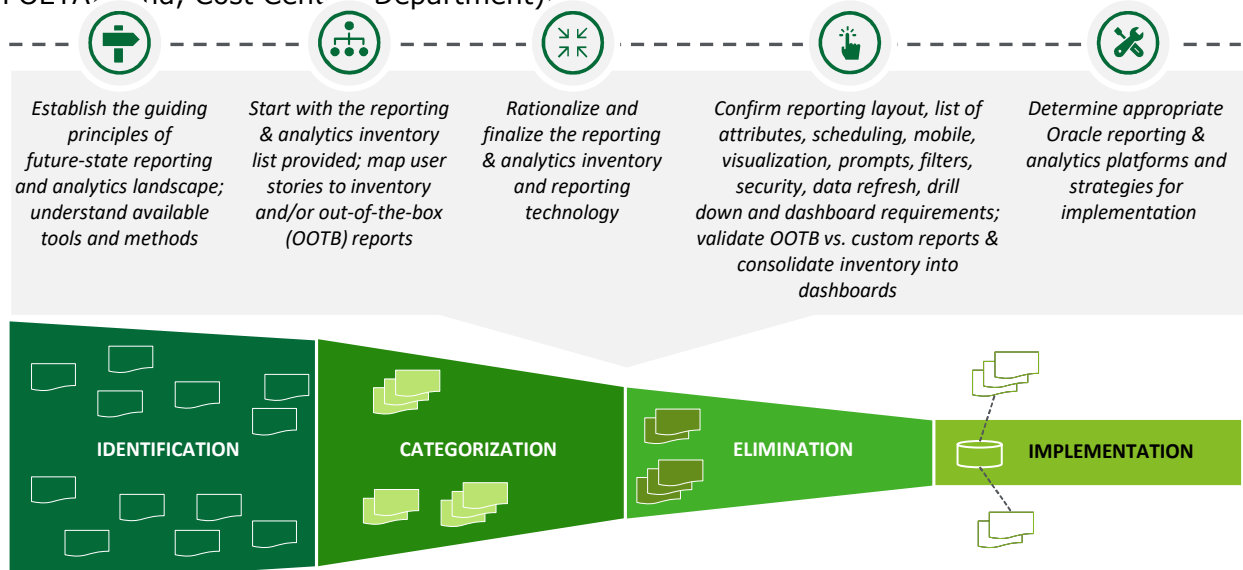 Cost
Establish the guiding
principles of
future-state reporting
and analytics landscape;
understand available
tools and methods
Start with the reporting
& analytics inventory
list provided; map user
stories to inventory
and/or out-of-the-box
(OOTB) reports
Rationalize and
finalize the reporting
& analytics inventory
and reporting
technology
Confirm reporting layout, list of
attributes, scheduling, mobile,
visualization, prompts, filters,
security, data refresh, drill
down and dashboard requirements;
validate OOTB vs. custom reports &
consolidate inventory into
dashboards
Determine appropriate
Oracle reporting &
analytics platforms and
strategies for
implementation
IDENTIFICATION
CATEGORIZATION
ELIMINATION
IMPLEMENTATION